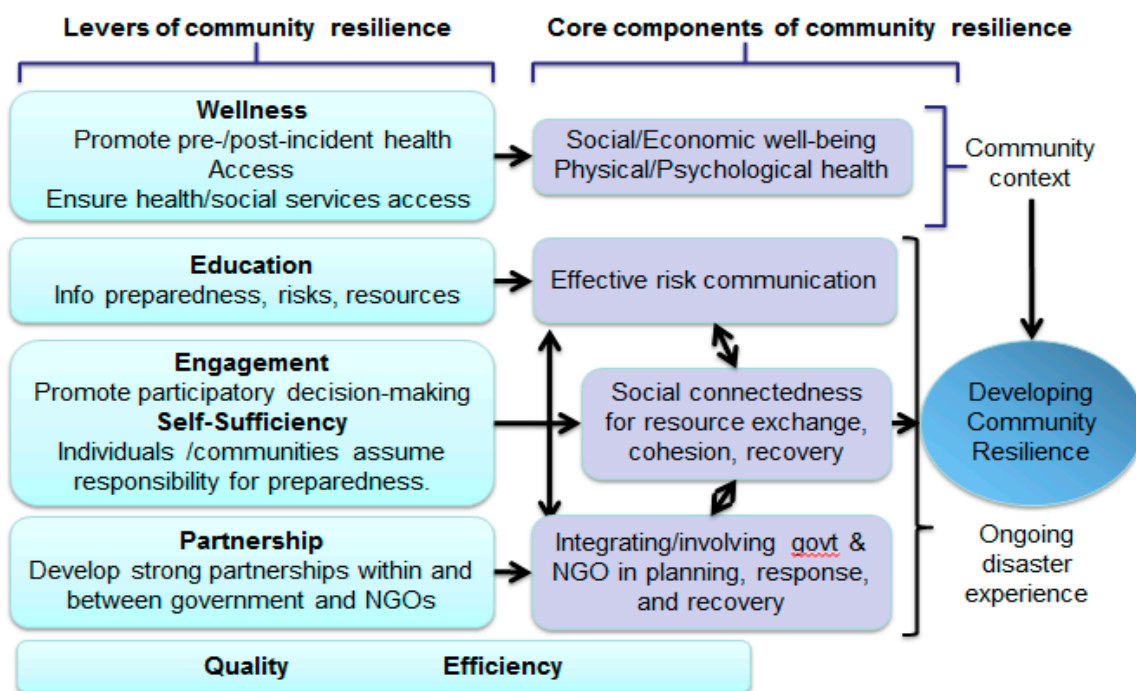 Levers of community resilience
Core components of community resilience
Wellness
Promote pre-/post-incident health
Access
Ensure health/social services access
Social/Economic well-being
Physical/Psychological health
Community
context
Education
Info preparedness, risks, resources
Effective risk communication
Engagement
Promote participatory decision-making
Self-Sufficiency
Individuals /communities assume
responsibility for preparedness.
Social connectedness
for resource exchange,
cohesion, recovery
Developing
Community
Resilience
Partnership
Develop strong partnerships within and
between government and NGOs
Integrating/involving govt &
NGO in planning, response,
and recovery
Ongoing
disaster
experience
Quality Efficiency